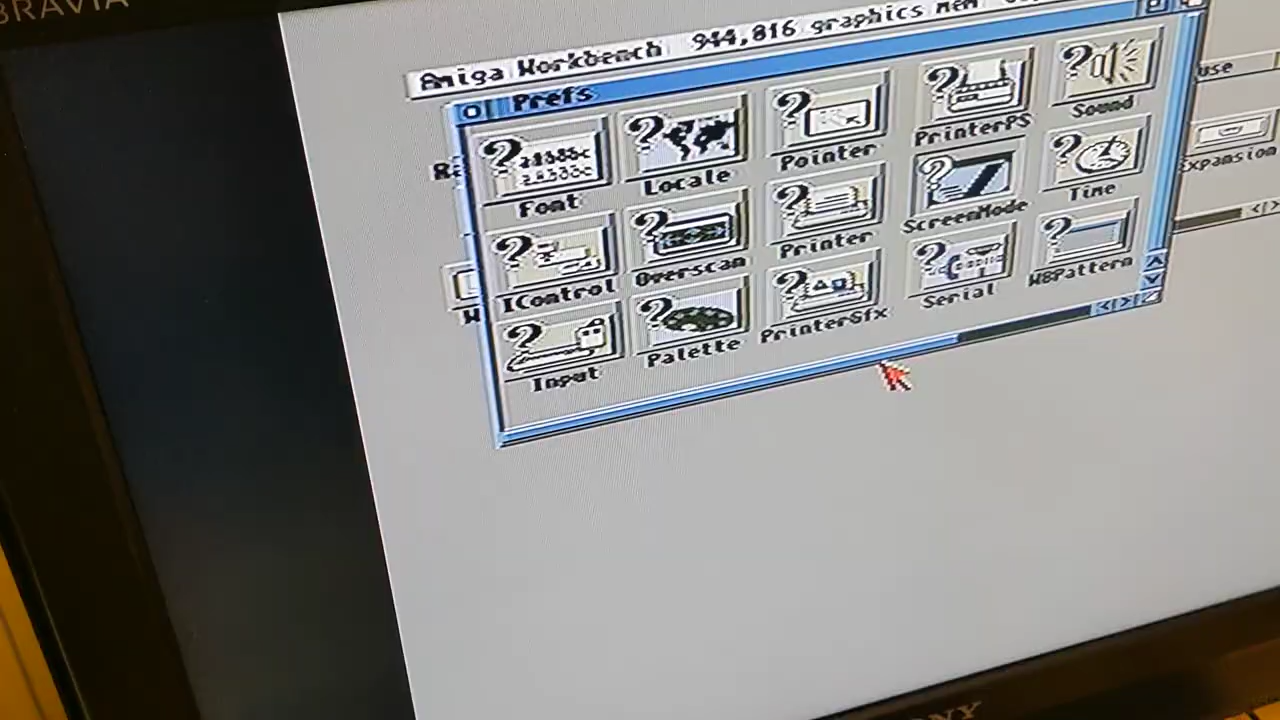 BRAVIA
Amiga Workbench 944,816 graphics mem
Prefs
use
Font
Locale
Pointer
PrinterPS
Sound
Expansion
IControl
Overscan
Printer
ScreenMode
Time
Input
Palette
PrinterGfx
Serial
WBPattern